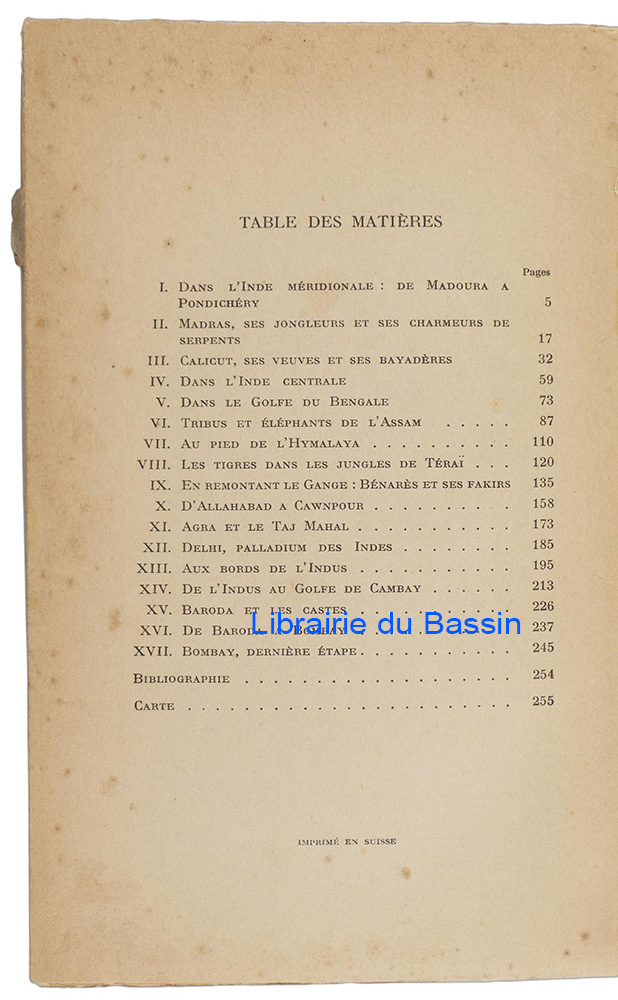 TABLE DES MATIÈRES
Pages
I. Dans l'Inde méridionale : de Madoura a
Pondichéry 5
II. Madras, ses jongleurs et ses charmeurs de
serpents 17
III. Calicut, ses veuves et ses bayadères 32
IV. Dans l'Inde centrale 59
V. Dans le Golfe du Bengale 73
VI. Tribus et éléphants de l'Assam . . . . . 87
VII. Au pied de l'Hymalaya . . . . . . . . . . 110
VIII. Les tigres dans les jungles de Téraï . . . 120
IX. En remontant le Gange : Bénarès et ses fakirs 135
X. D'Allahabad a Cawnpour . . . . . . . . . . 158
XI. Agra et le Taj Mahal . . . . . . . . . . . 173
XII. Delhi, palladium des Indes . . . . . . . . 185
XIII. Aux bords de l'Indus . . . . . . . . . . . 195
XIV. De l'Indus au Golfe de Cambay . . . . . . 213
XV. Baroda et les castes . . . . . . . . . . . 226
Librairie du Bassin
XVI. De Baroda a Bombay . . . . . . . . . . . 237
XVII. Bombay, dernière étape . . . . . . . . . . . 245
Bibliographie . . . . . . . . . . . . . . . . . . . 254
Carte . . . . . . . . . . . . . . . . . . . . . . . 255
IMPRIMÉ EN SUISSE